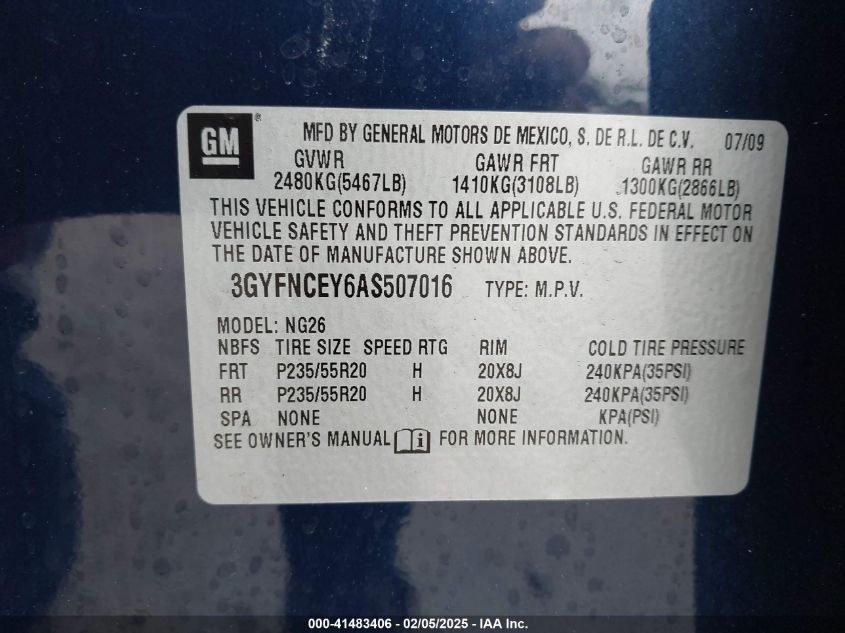 GM ® MFD BY GENERAL MOTORS DE MEXICO, S. DE R.L. DE C.V. 07/09
GVWR GAWR FRT GAWR RR
2480KG(5467LB) 1410KG(3108LB) 1300KG(2866LB)
THIS VEHICLE CONFORMS TO ALL APPLICABLE U.S. FEDERAL MOTOR
VEHICLE SAFETY AND THEFT PREVENTION STANDARDS IN EFFECT ON
THE DATE OF MANUFACTURE SHOWN ABOVE.
3GYFNCEY6AS507016 TYPE: M.P.V.
MODEL: NG26
NBFS TIRE SIZE SPEED RTG RIM COLD TIRE PRESSURE
FRT P235/55R20 H 20X8J 240KPA(35PSI)
RR P235/55R20 H 20X8J 240KPA(35PSI)
SPA NONE NONE KPA(PSI)
SEE OWNER'S MANUAL FOR MORE INFORMATION.
000-41483406 - 02/05/2025 - IAA Inc.